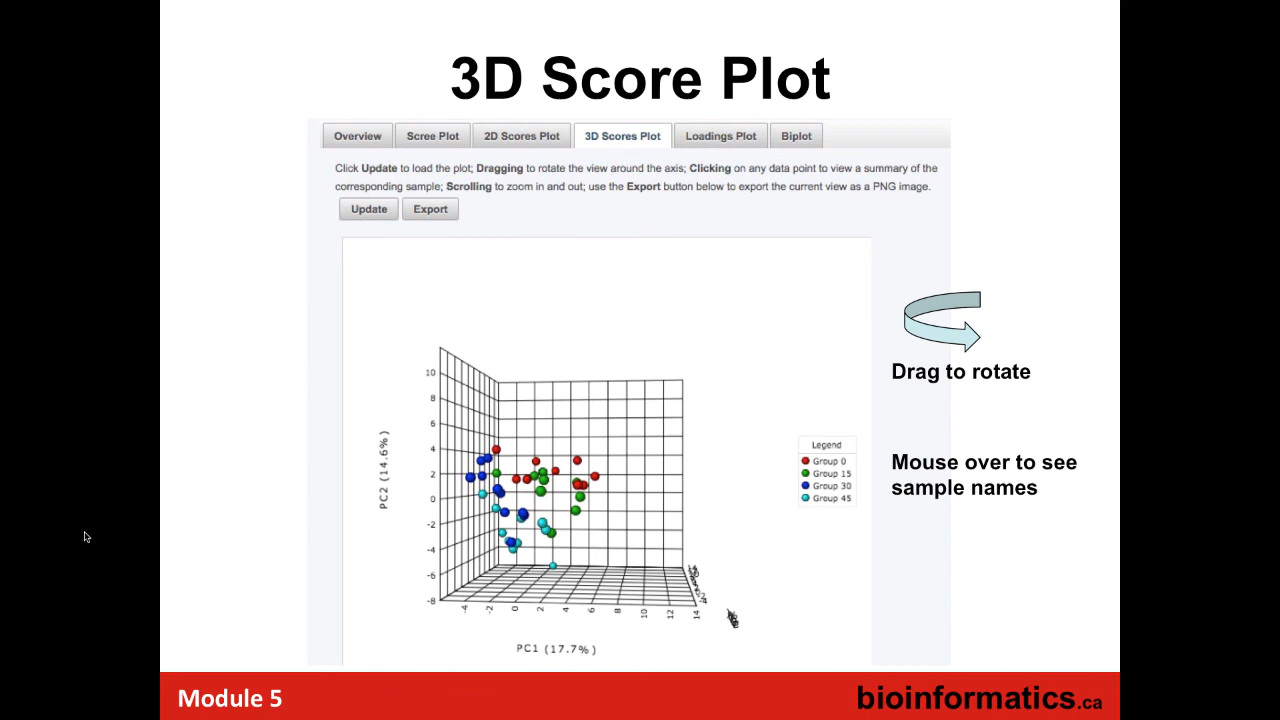 3D Score Plot
Overview
Scree Plot
2D Scores Plot
3D Scores Plot
Loadings Plot
Biplot
Click Update to load the plot; Dragging to rotate the view around the axis; Clicking on any data point to view a summary of the
corresponding sample; Scrolling to zoom in and out; use the Export button below to export the current view as a PNG image.
Update
Export
Drag to rotate
Mouse over to see
sample names
Legend
Group 0
Group 15
Group 30
Group 45
PC2 (14.6%)
10
8
6
4
2
0
-2
-4
-6
-8
-4
-2
0
2
4
6
8
10
12
14
PC1 (17.7%)
Module 5
bioinformatics.ca